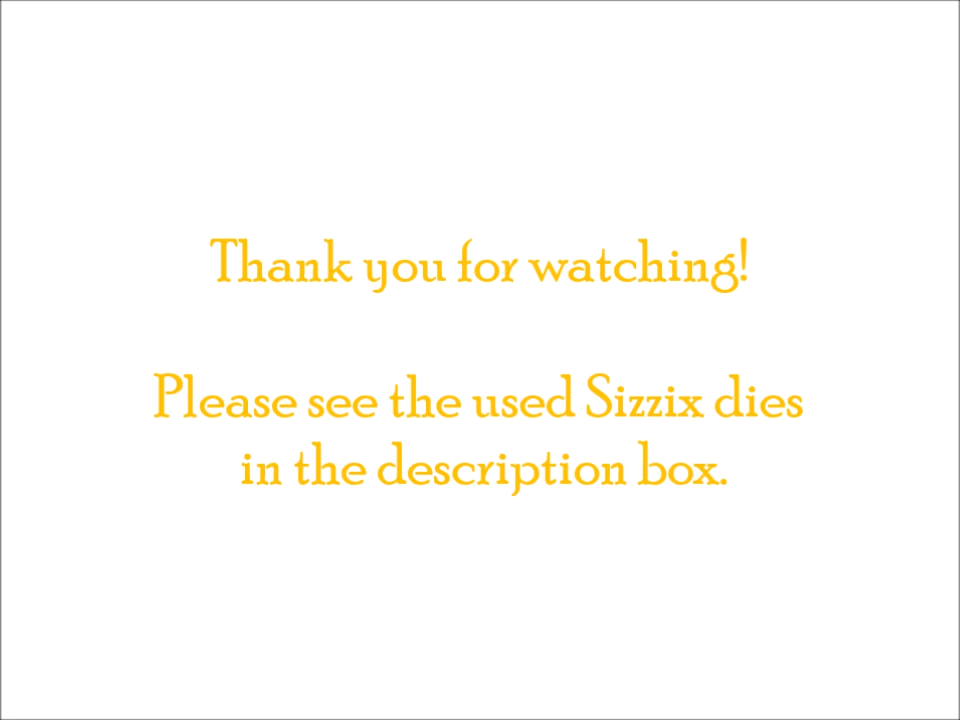 Thank you for watching!
Please see the used Sizzix dies
in the description box.